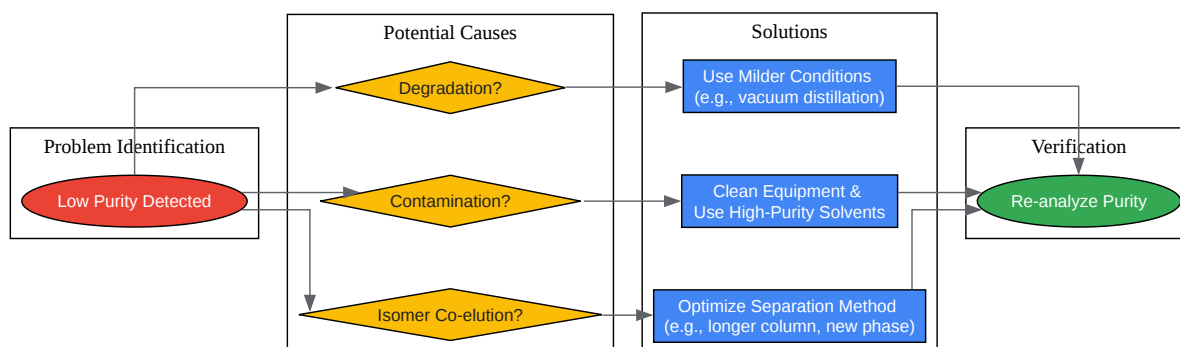 Problem Identification
Low Purity Detected
Potential Causes
Degradation?
Contamination?
Isomer Co-elution?
Solutions
Use Milder Conditions
(e.g., vacuum distillation)
Clean Equipment &
Use High-Purity Solvents
Optimize Separation Method
(e.g., longer column, new phase)
Verification
Re-analyze Purity